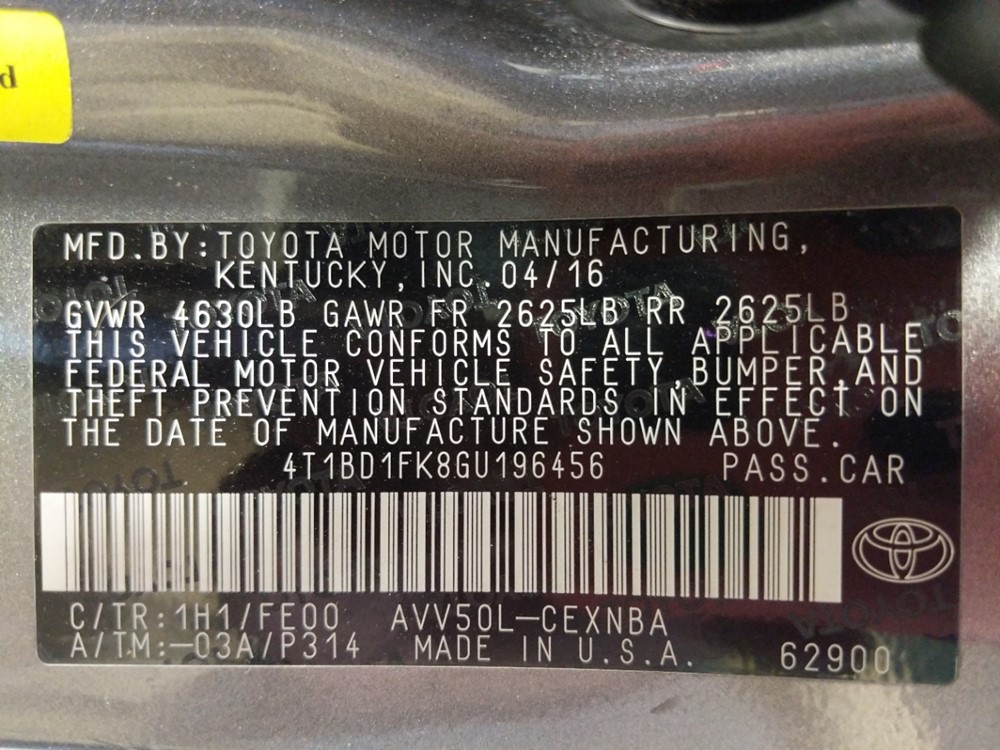 d
MFD.BY:TOYOTA MOTOR MANUFACTURING,
KENTUCKY, INC. 04/16
GVWR 4630LB GAWR FR 2625LB RR 2625LB
THIS VEHICLE CONFORMS TO ALL APPLICABLE
FEDERAL MOTOR VEHICLE SAFETY,BUMPER,AND
THEFT PREVENTION STANDARDS IN EFFECT ON
THE DATE OF MANUFACTURE SHOWN ABOVE.
4T1BD1FK8GU196456 PASS.CAR
C/TR:1H1/FE00 AVV50L-CEXNBA
A/TM:-03A/P314 MADE IN U.S.A. 62900